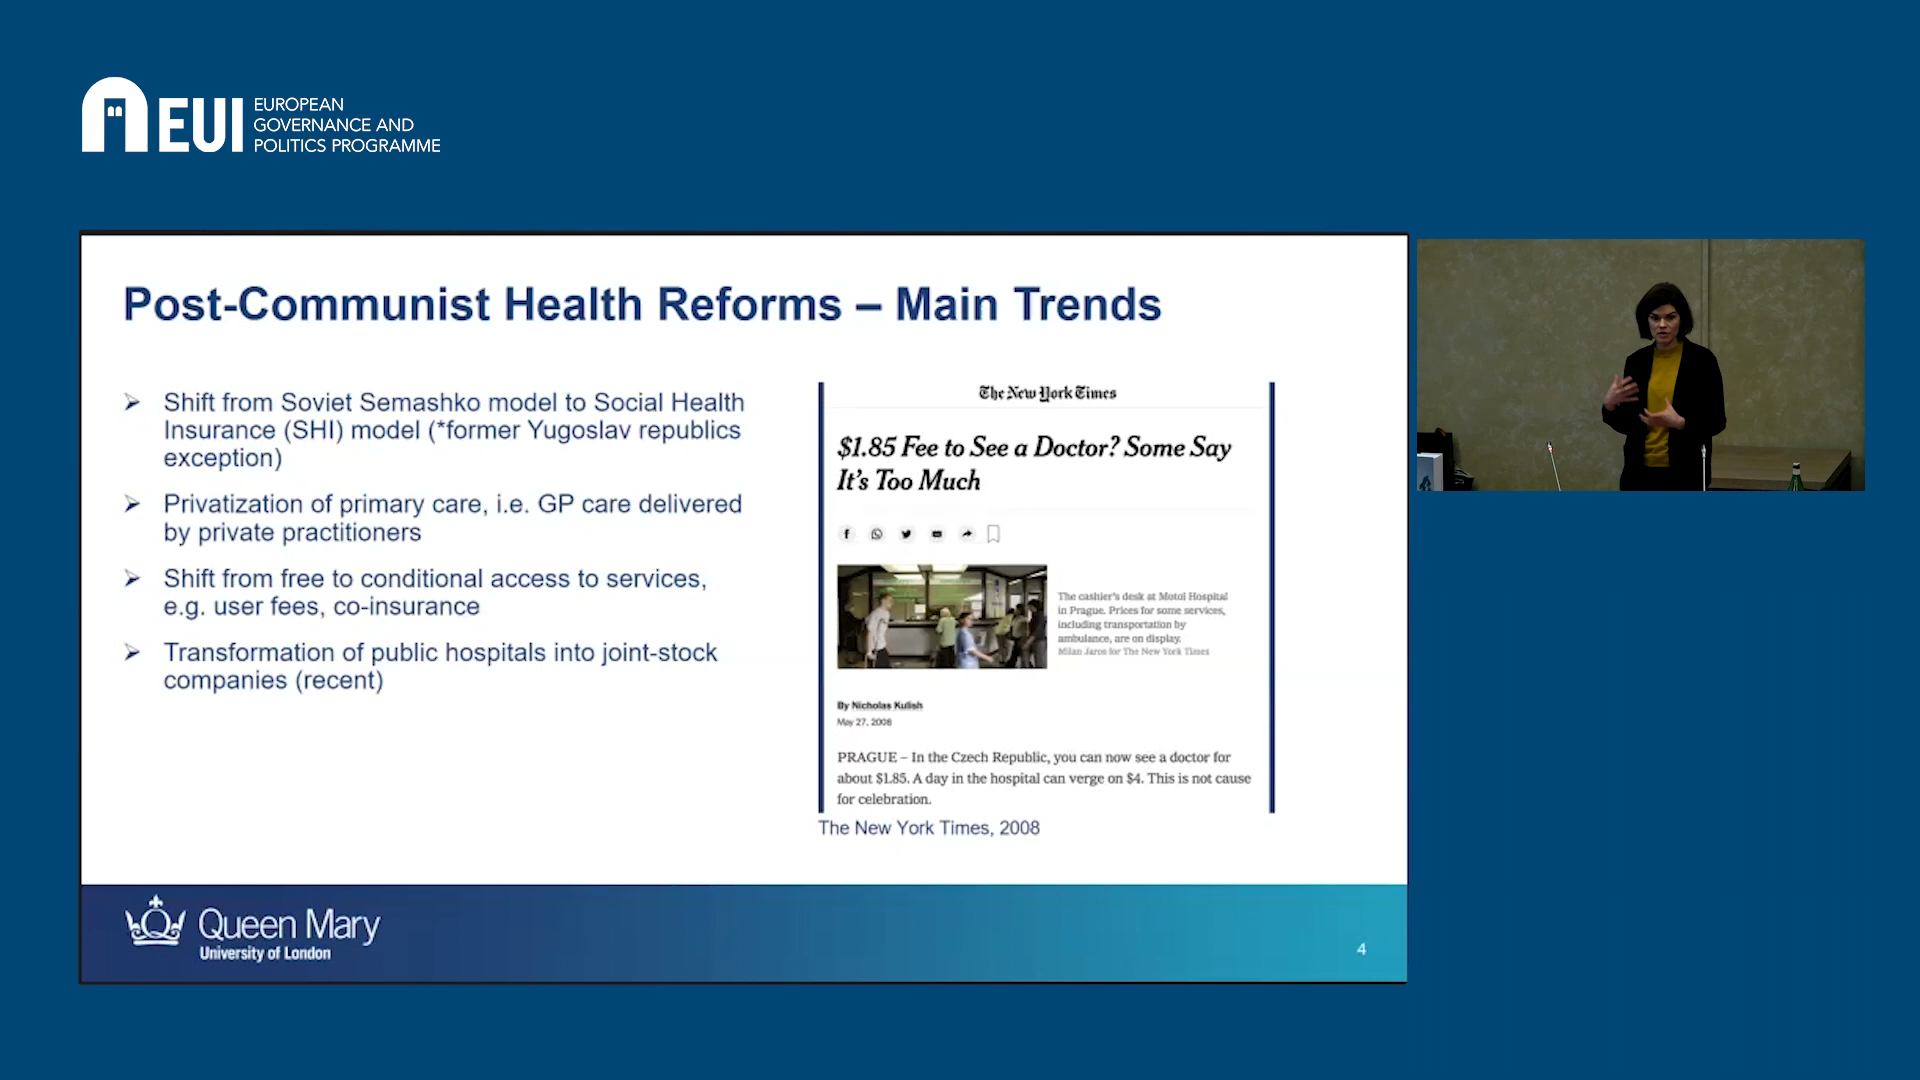 EUI
EUROPEAN
GOVERNANCE AND
POLITICS PROGRAMME
Post-Communist Health Reforms – Main Trends
➢ Shift from Soviet Semashko model to Social Health
Insurance (SHI) model (*former Yugoslav republics
exception)
➢ Privatization of primary care, i.e. GP care delivered
by private practitioners
➢ Shift from free to conditional access to services,
e.g. user fees, co-insurance
➢ Transformation of public hospitals into joint-stock
companies (recent)
The New York Times
$1.85 Fee to See a Doctor? Some Say
It's Too Much
The cashier's desk at Motol Hospital
in Prague. Prices for some services,
including transportation by
ambulance, are on display.
Milan Jaros for The New York Times
By Nicholas Kulish
May 27, 2008
PRAGUE – In the Czech Republic, you can now see a doctor for
about $1.85. A day in the hospital can verge on $4. This is not cause
for celebration.
The New York Times, 2008
Queen Mary
University of London
4